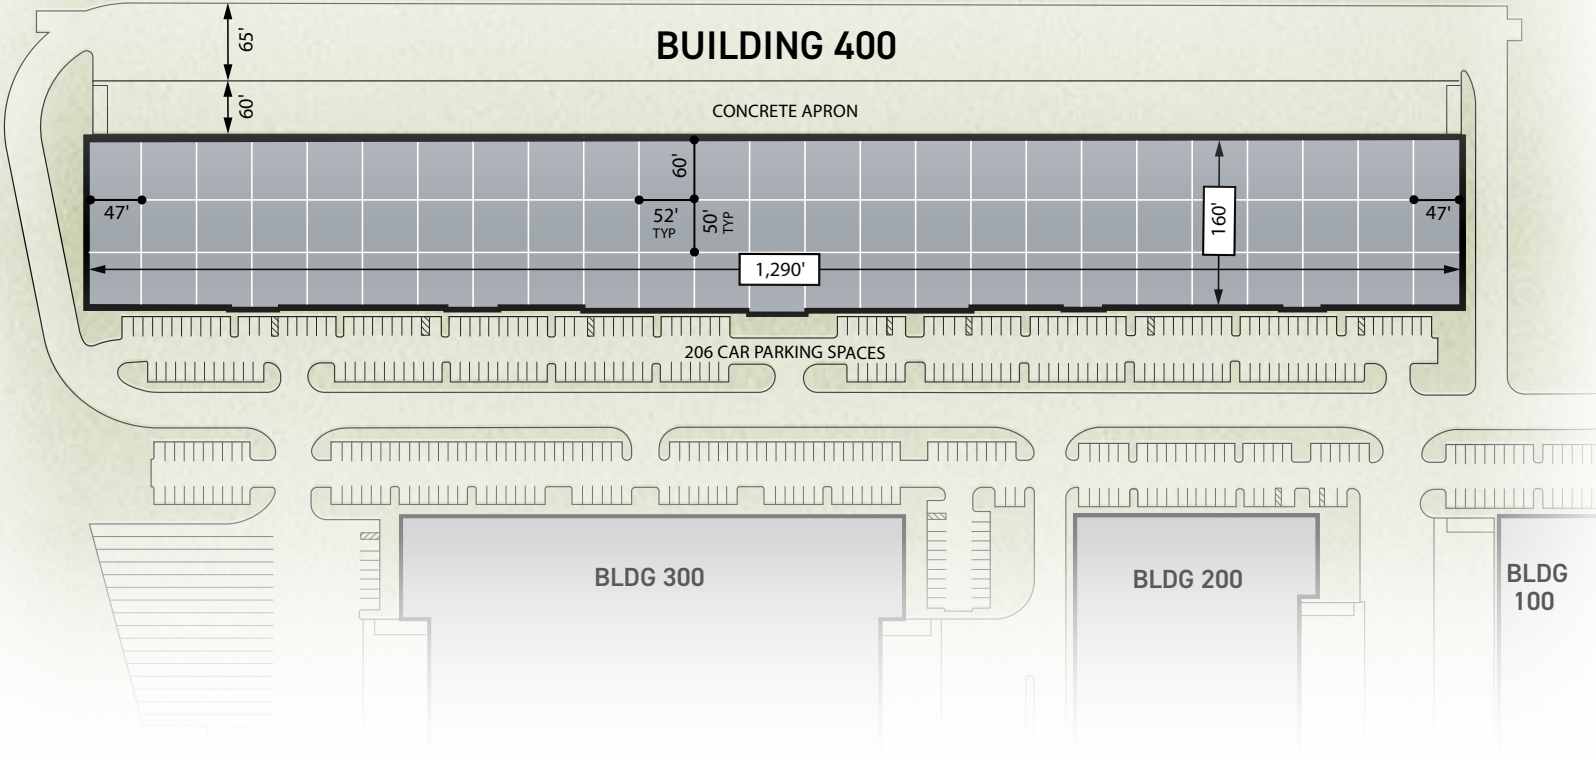 65'
BUILDING 400
60'
CONCRETE APRON
60'
47'
52'
TYP
50'
TYP
160'
47'
1,290'
206 CAR PARKING SPACES
BLDG 300
BLDG 200
BLDG
100